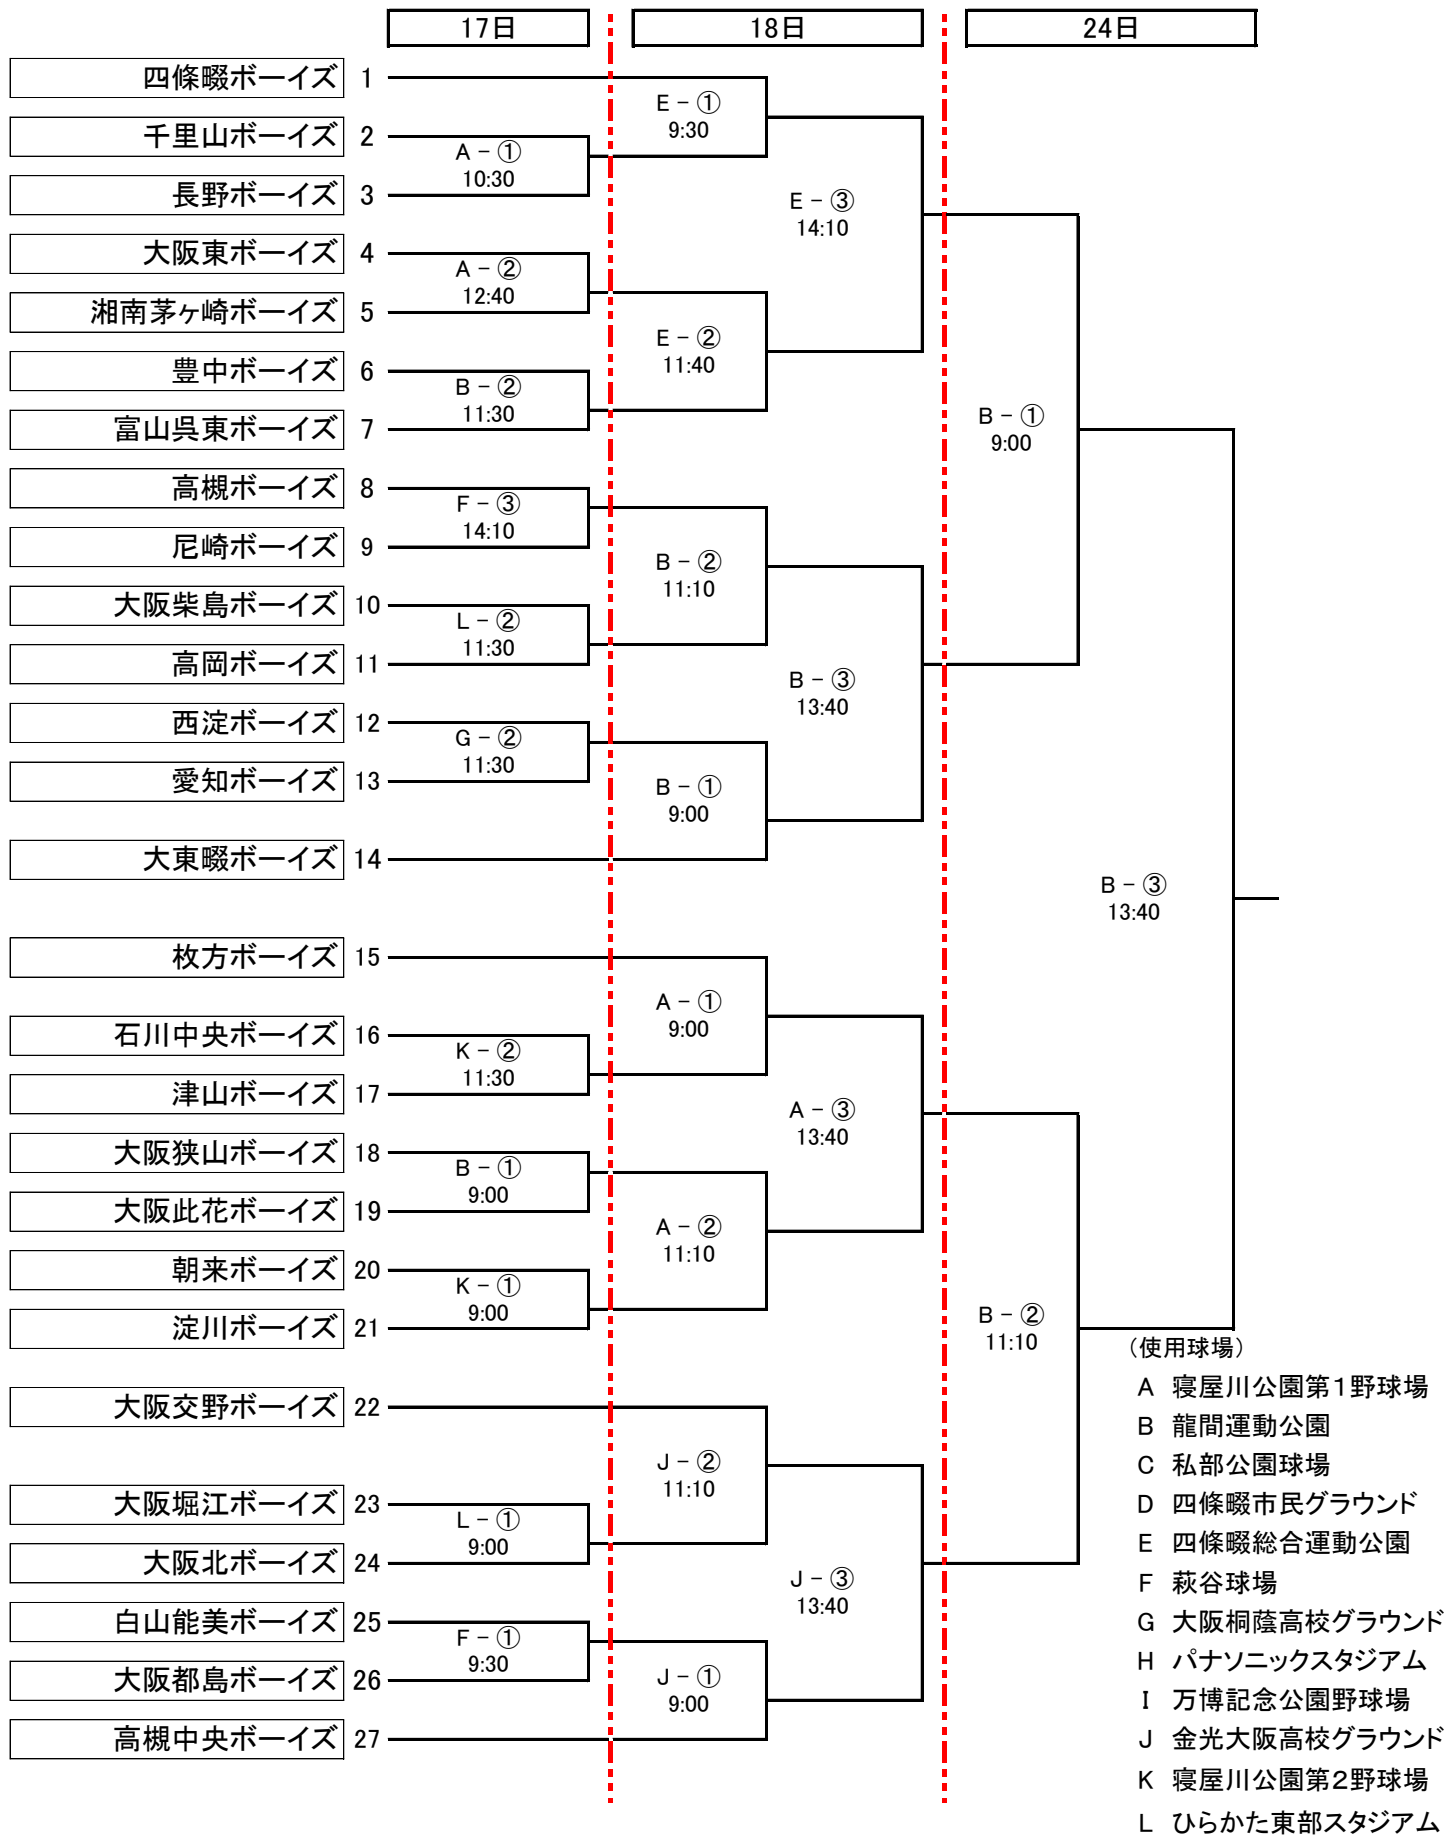 17日
18日
24日
四條畷ボーイズ 1
千里山ボーイズ 2
長野ボーイズ 3
大阪東ボーイズ 4
湘南茅ヶ崎ボーイズ 5
豊中ボーイズ 6
富山呉東ボーイズ 7
高槻ボーイズ 8
尼崎ボーイズ 9
大阪柴島ボーイズ 10
高岡ボーイズ 11
西淀ボーイズ 12
愛知ボーイズ 13
大東畷ボーイズ 14
枚方ボーイズ 15
石川中央ボーイズ 16
津山ボーイズ 17
大阪狭山ボーイズ 18
大阪此花ボーイズ 19
朝来ボーイズ 20
淀川ボーイズ 21
大阪交野ボーイズ 22
大阪堀江ボーイズ 23
大阪北ボーイズ 24
白山能美ボーイズ 25
大阪都島ボーイズ 26
高槻中央ボーイズ 27
A − ①
10:30
A − ②
12:40
B − ②
11:30
F − ③
14:10
L − ②
11:30
G − ②
11:30
K − ②
11:30
B − ①
9:00
K − ①
9:00
L − ①
9:00
F − ①
9:30
E − ①
9:30
E − ②
11:40
B − ②
11:10
B − ①
9:00
A − ①
9:00
A − ②
11:10
J − ②
11:10
J − ①
9:00
E − ③
14:10
B − ③
13:40
A − ③
13:40
J − ③
13:40
B − ①
9:00
B − ②
11:10
B − ③
13:40
（使用球場）
A 寝屋川公園第1野球場
B 龍間運動公園
C 私部公園球場
D 四條畷市民グラウンド
E 四條畷総合運動公園
F 萩谷球場
G 大阪桐蔭高校グラウンド
H パナソニックスタジアム
I 万博記念公園野球場
J 金光大阪高校グラウンド
K 寝屋川公園第2野球場
L ひらかた東部スタジアム